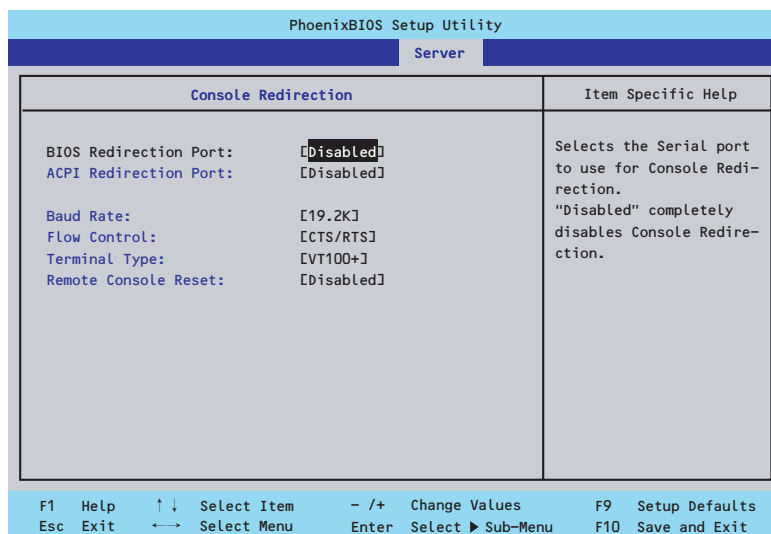 PhoenixBIOS Setup Utility
Server
Console Redirection
BIOS Redirection Port: [Disabled]
ACPI Redirection Port: [Disabled]
Baud Rate: [19.2K]
Flow Control: [CTS/RTS]
Terminal Type: [VT100+]
Remote Console Reset: [Disabled]
Item Specific Help
Selects the Serial port
to use for Console Redi-
rection.
"Disabled" completely
disables Console Redire-
ction.
F1 Help ↑↓ Select Item - /+ Change Values F9 Setup Defaults
Esc Exit ←→ Select Menu Enter Select ▶ Sub-Menu F10 Save and Exit